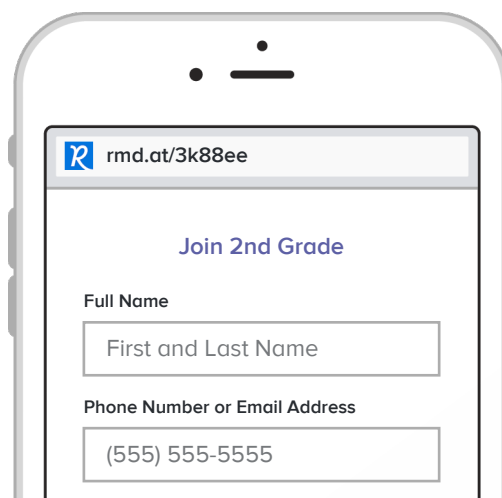 rmd.at/3k88ee
Join 2nd Grade
Full Name
First and Last Name
Phone Number or Email Address
(555) 555-5555